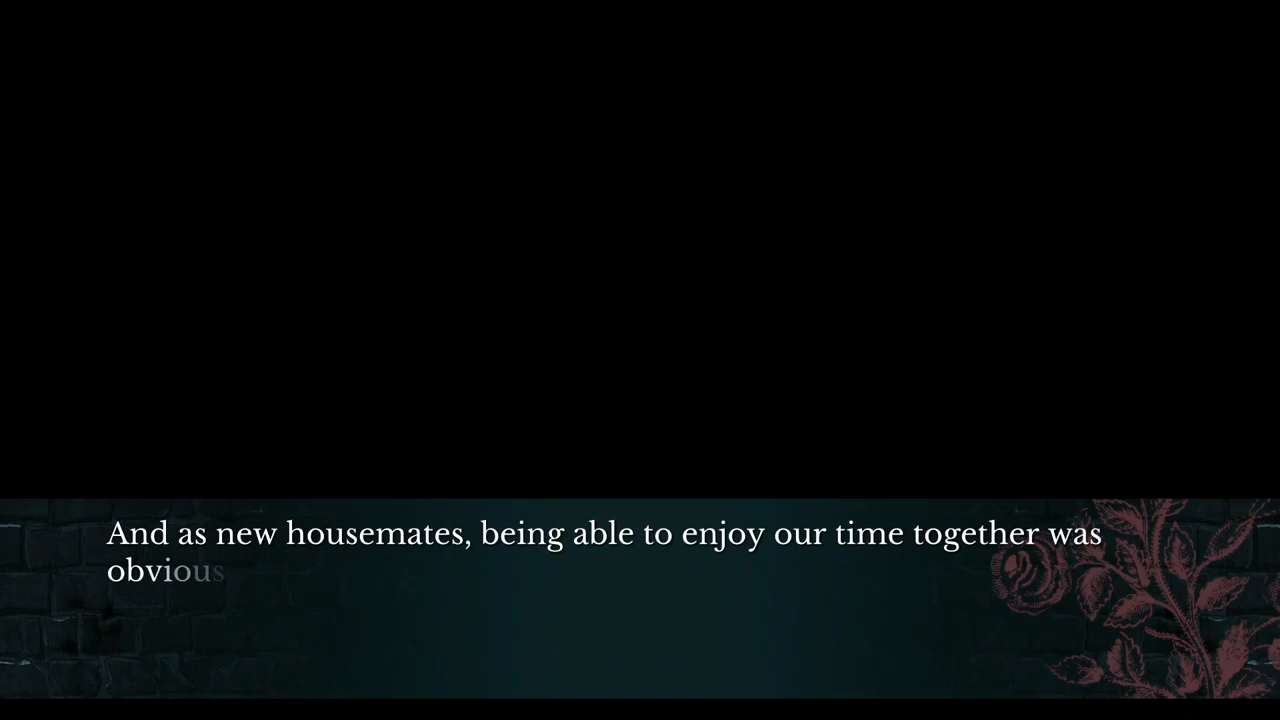 And as new housemates, being able to enjoy our time together was
obvious